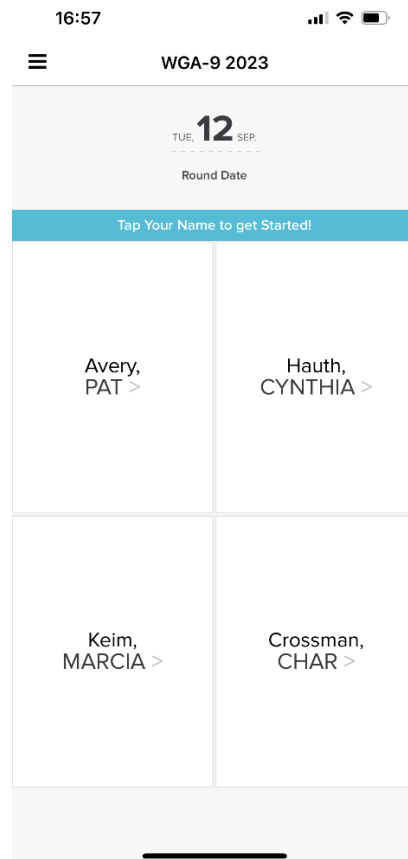 16:57
WGA-9 2023
TUE, 12 SEP.
Round Date
Tap Your Name to get Started!
Avery,
PAT >
Hauth,
CYNTHIA >
Keim,
MARCIA >
Crossman,
CHAR >